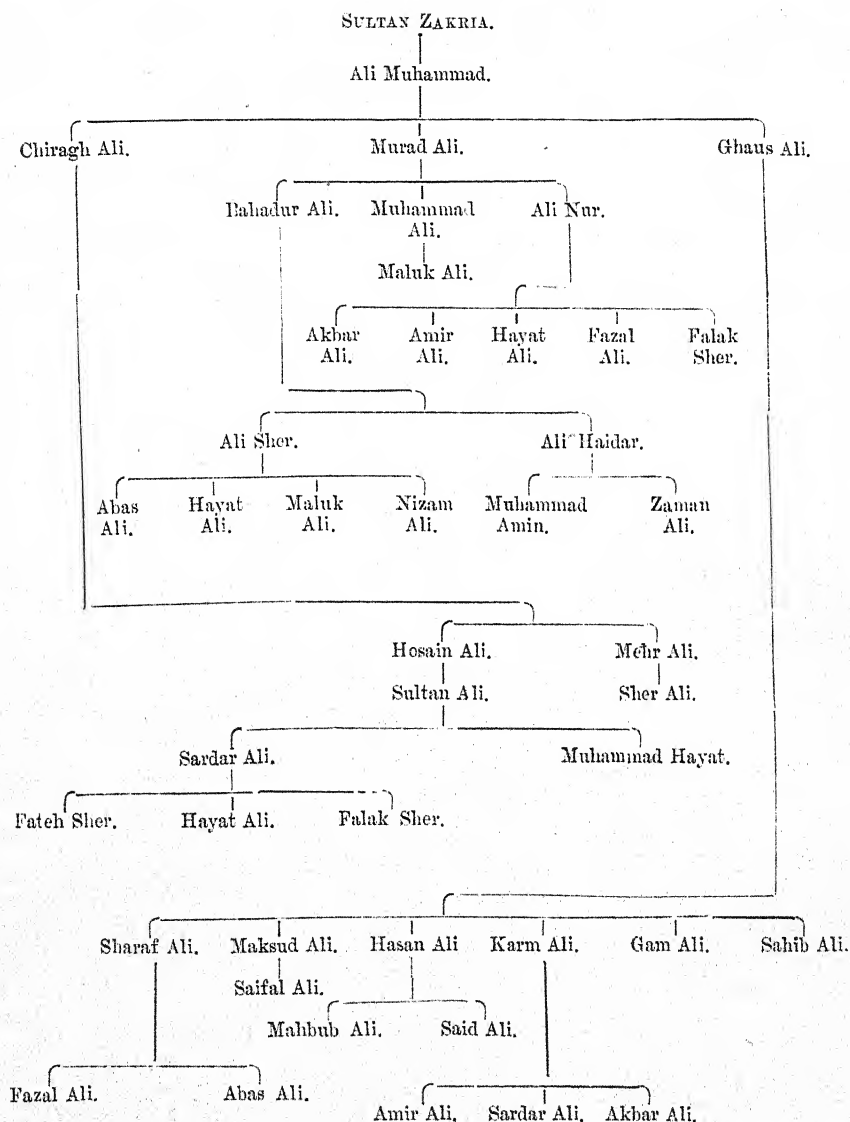 SULTAN ZAKRIA.
Ali Muhammad.
Chiragh Ali. Murad Ali. Ghaus Ali.
Bahadur Ali. Muhammad Ali Nur.
Ali.
Maluk Ali.
Akbar Amir Hayat Fazal Falak
Ali. Ali. Ali. Ali. Sher.
Ali Sher. Ali Haidar.
Abas Hayat Maluk Nizam Muhammad Zaman
Ali. Ali. Ali. Ali. Amin. Ali.
Hosain Ali. Mehr Ali.
Sultan Ali. Sher Ali.
Sardar Ali. Muhammad Hayat.
Fateh Sher. Hayat Ali. Falak Sher.
Sharaf Ali. Maksud Ali. Hasan Ali Karm Ali. Gam Ali. Sahib Ali.
Saifal Ali.
Mahbub Ali. Said Ali.
Fazal Ali. Abas Ali.
Amir Ali. Sardar Ali. Akbar Ali.